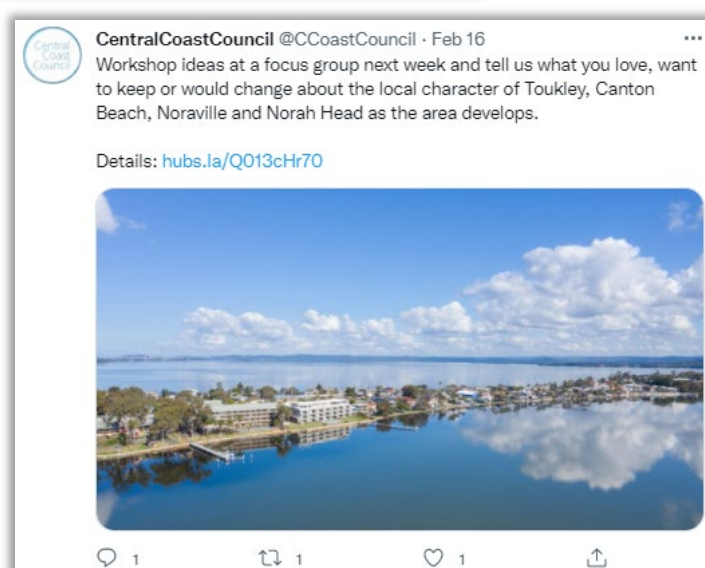 Central
Coast
Council
CentralCoastCouncil @CCoastCouncil · Feb 16
Workshop ideas at a focus group next week and tell us what you love, want
to keep or would change about the local character of Toukley, Canton
Beach, Noraville and Norah Head as the area develops.
Details: hubs.la/Q013cHr70
1 1 1